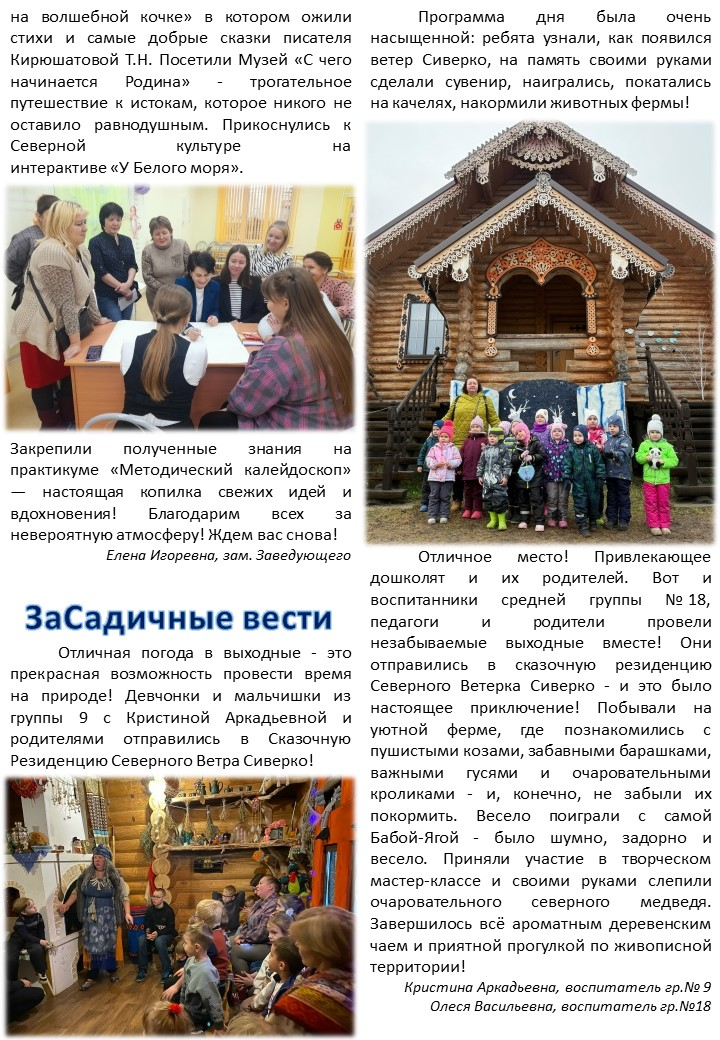 на волшебной кочке» в котором ожили
стихи и самые добрые сказки писателя
Кирюшатовой Т.Н. Посетили Музей «С чего
начинается Родина» - трогательное
путешествие к истокам, которое никого не
оставило равнодушным. Прикоснулись к
Северной культуре на
интерактиве «У Белого моря».
Закрепили полученные знания на
практикуме «Методический калейдоскоп»
— настоящая копилка свежих идей и
вдохновения! Благодарим всех за
невероятную атмосферу! Ждем вас снова!
Елена Игоревна, зам. Заведующего
ЗаСадичные вести
Отличная погода в выходные - это
прекрасная возможность провести время
на природе! Девчонки и мальчишки из
группы 9 с Кристиной Аркадьевной и
родителями отправились в Сказочную
Резиденцию Северного Ветра Сиверко!
Программа дня была очень
насыщенной: ребята узнали, как появился
ветер Сиверко, на память своими руками
сделали сувенир, наигрались, покатались
на качелях, накормили животных фермы!
Отличное место! Привлекающее
дошколят и их родителей. Вот и
воспитанники средней группы №18,
педагоги и родители провели
незабываемые выходные вместе! Они
отправились в сказочную резиденцию
Северного Ветерка Сиверко - и это было
настоящее приключение! Побывали на
уютной ферме, где познакомились с
пушистыми козами, забавными барашками,
важными гусями и очаровательными
кроликами - и, конечно, не забыли их
покормить. Весело поиграли с самой
Бабой-Ягой - было шумно, задорно и
весело. Приняли участие в творческом
мастер-классе и своими руками слепили
очаровательного северного медведя.
Завершилось всё ароматным деревенским
чаем и приятной прогулкой по живописной
территории!
Кристина Аркадьевна, воспитатель гр.№ 9
Олеся Васильевна, воспитатель гр.№18